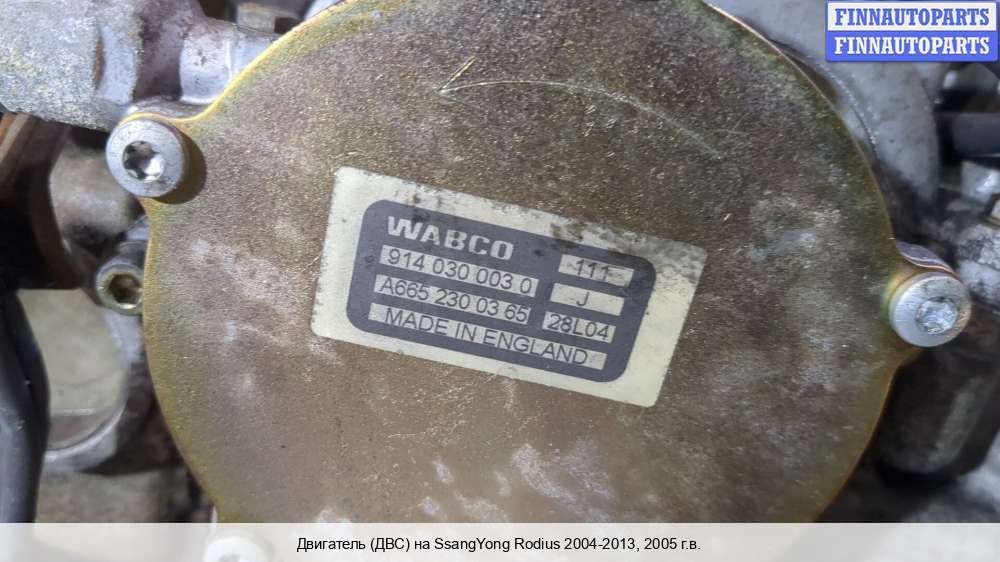 FINNAUTOPARTS
FINNAUTOPARTS
WABCO
914 030 003 0 111
A665 230 03 65 J
MADE IN ENGLAND 28L04
Двигатель (ДВС) на SsangYong Rodius 2004-2013, 2005 г.в.